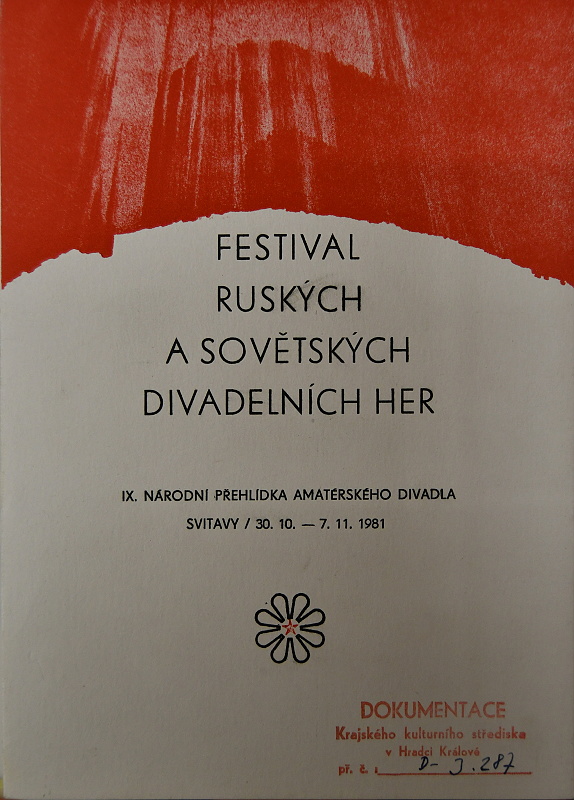 FESTIVAL
RUSKÝCH
A SOVĚTSKÝCH
DIVADELNÍCH HER
IX. NÁRODNÍ PŘEHLÍDKA AMATÉRSKÉHO DIVADLA
SVITAVY / 30. 10. — 7. 11. 1981
DOKUMENTACE
Krajského kulturního střediska
v Hradci Králové
př. č. : D- J. 287